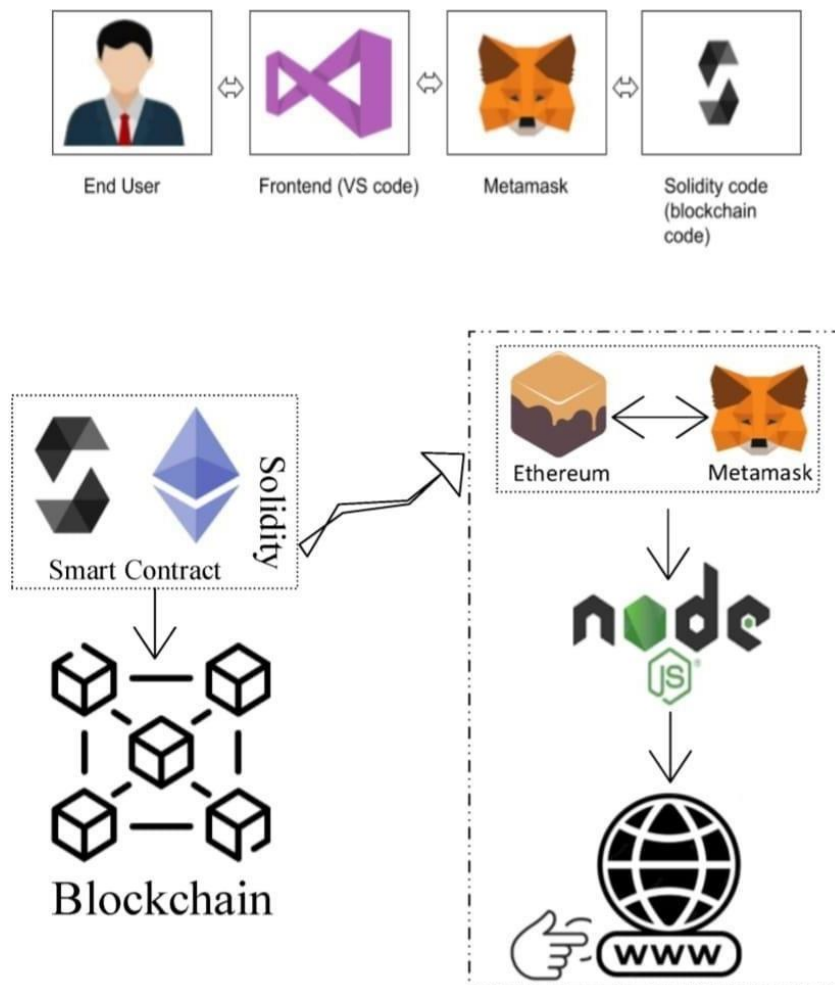 End User
Frontend (VS code)
Metamask
Solidity code
(blockchain
code)
Solidity
Smart Contract
Ethereum
Metamask
node
JS®
Blockchain
www